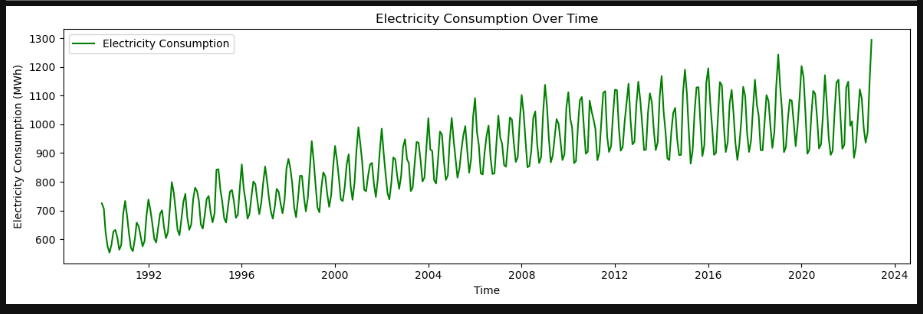 Electricity Consumption Over Time
Electricity Consumption
Electricity Consumption (MWh)
1300
1200
1100
1000
900
800
700
600
1992 1996 2000 2004 2008 2012 2016 2020 2024
Time